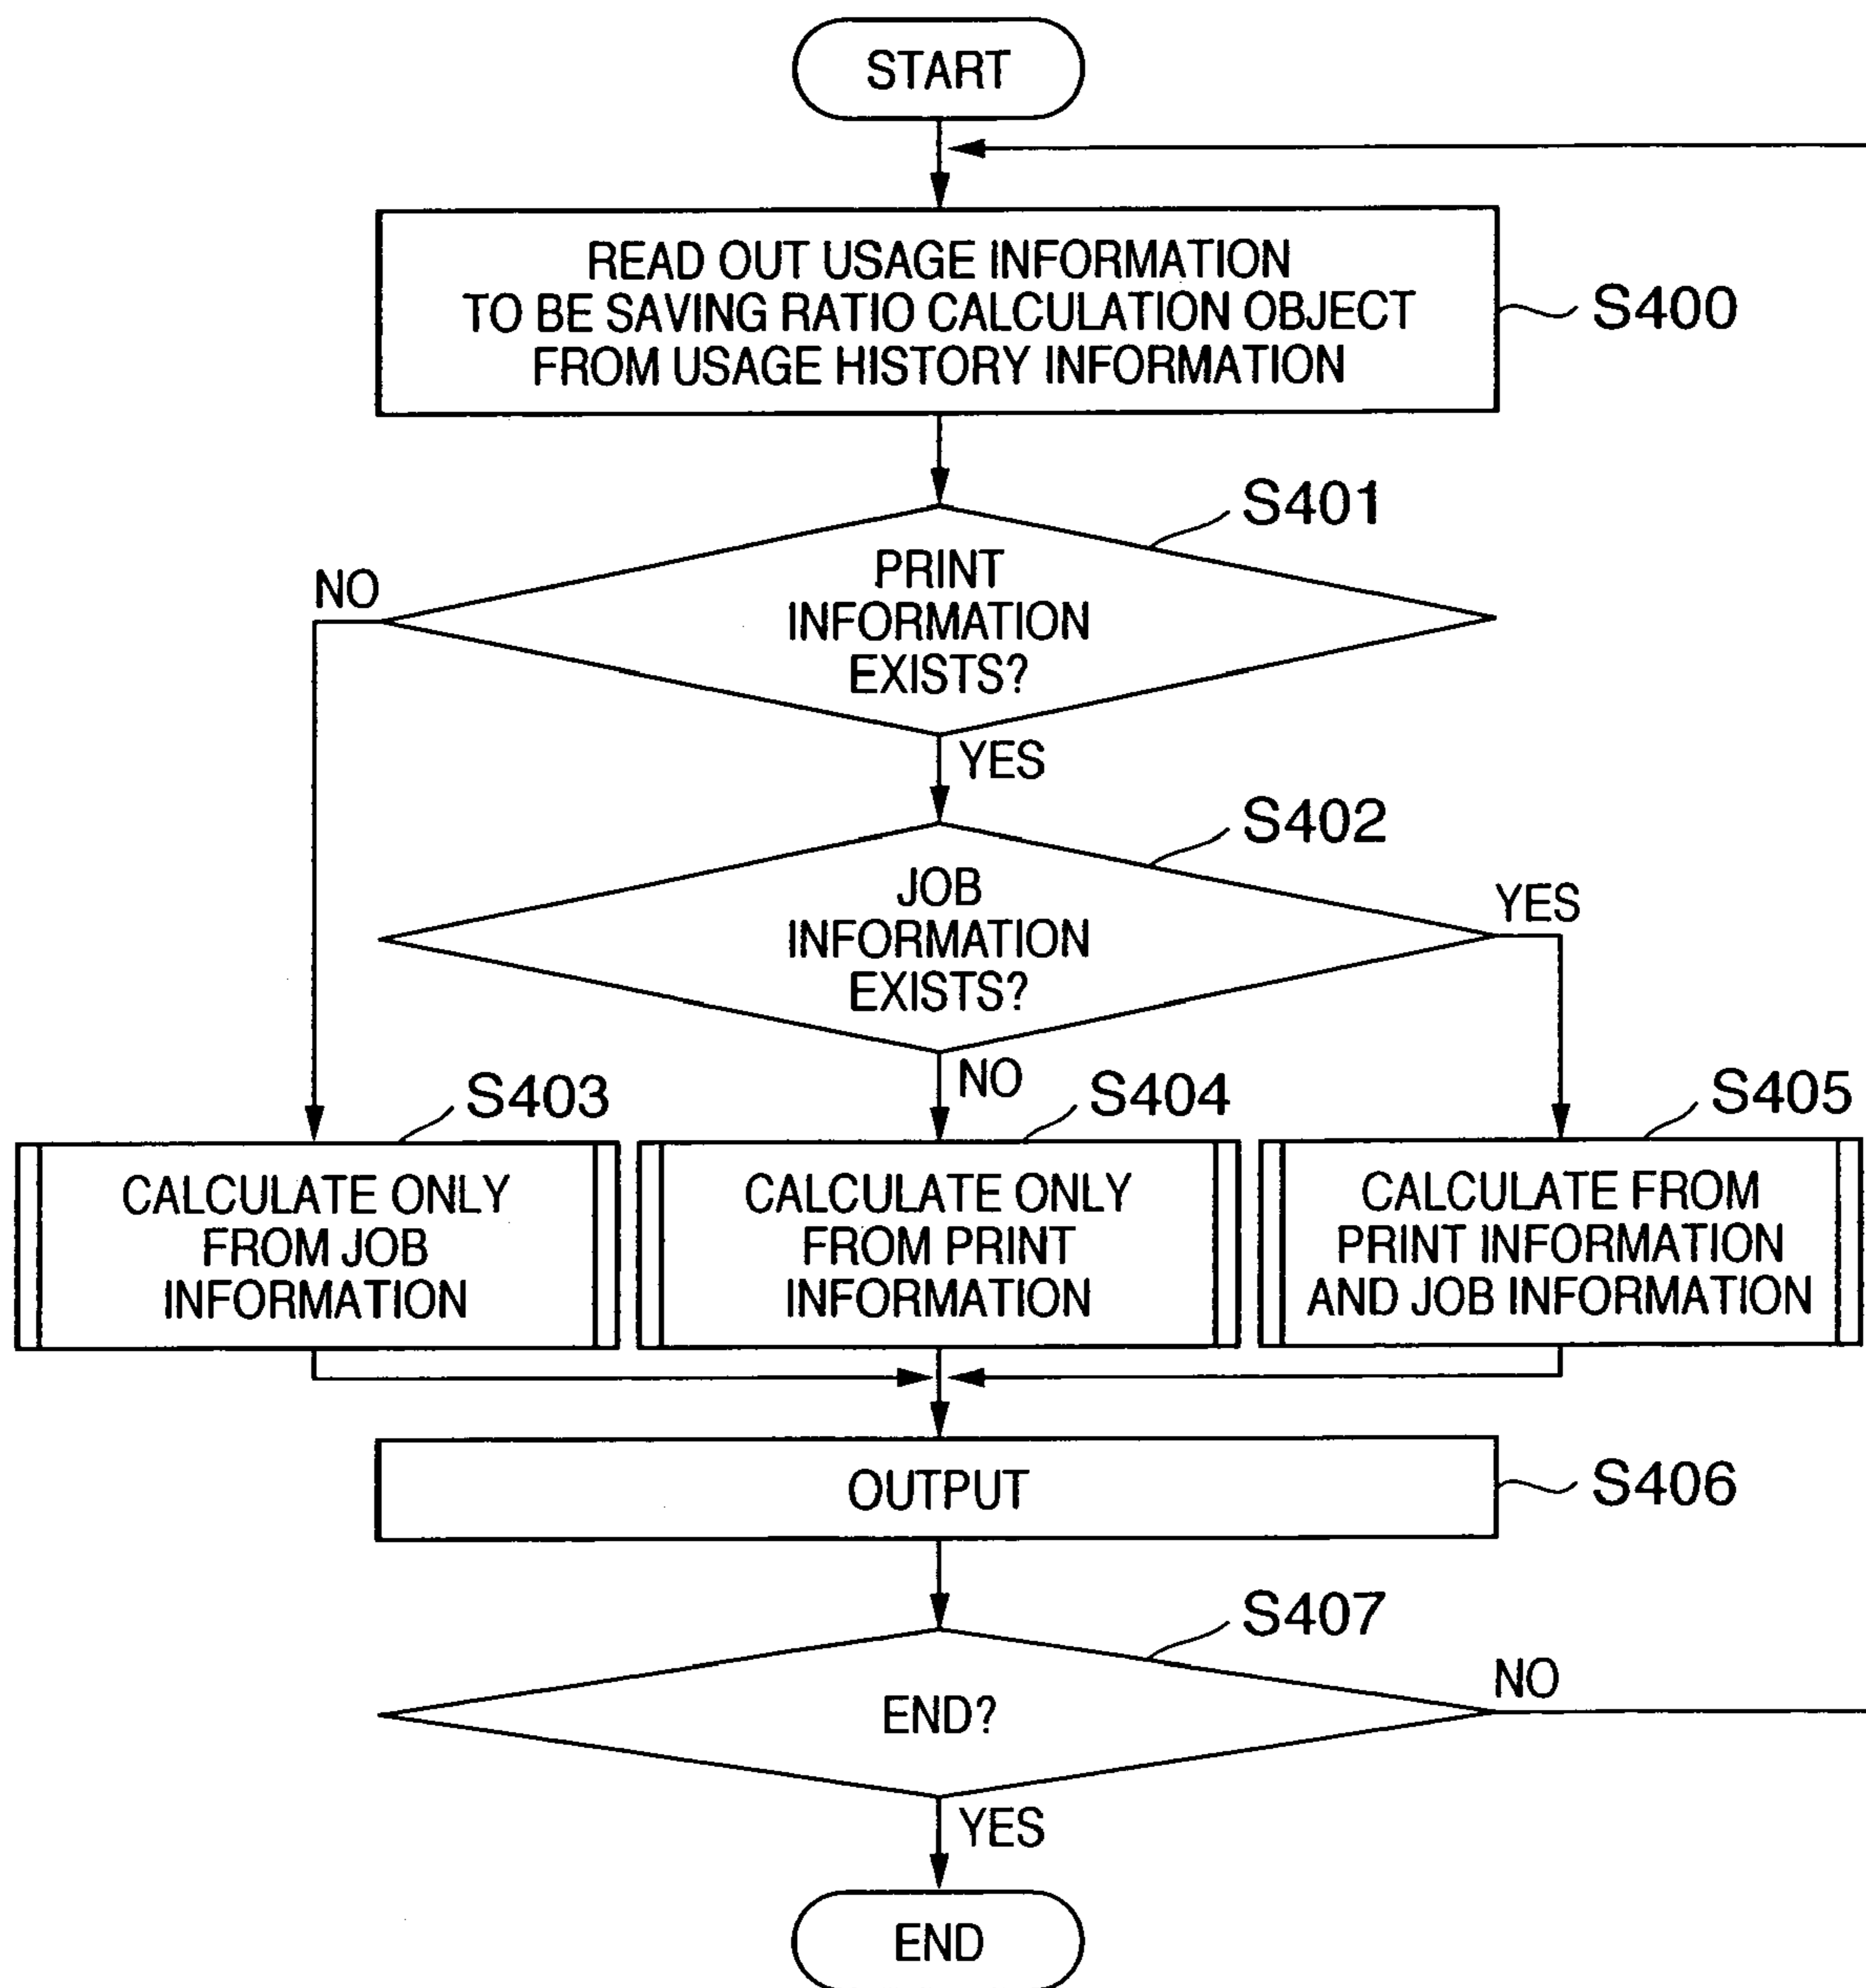 START
READ OUT USAGE INFORMATION
TO BE SAVING RATIO CALCULATION OBJECT
FROM USAGE HISTORY INFORMATION
S400
S401
PRINT
INFORMATION
EXISTS?
NO
YES
S402
JOB
INFORMATION
EXISTS?
YES
NO
S403
CALCULATE ONLY
FROM JOB
INFORMATION
S404
CALCULATE ONLY
FROM PRINT
INFORMATION
S405
CALCULATE FROM
PRINT INFORMATION
AND JOB INFORMATION
OUTPUT
S406
S407
END?
NO
YES
END